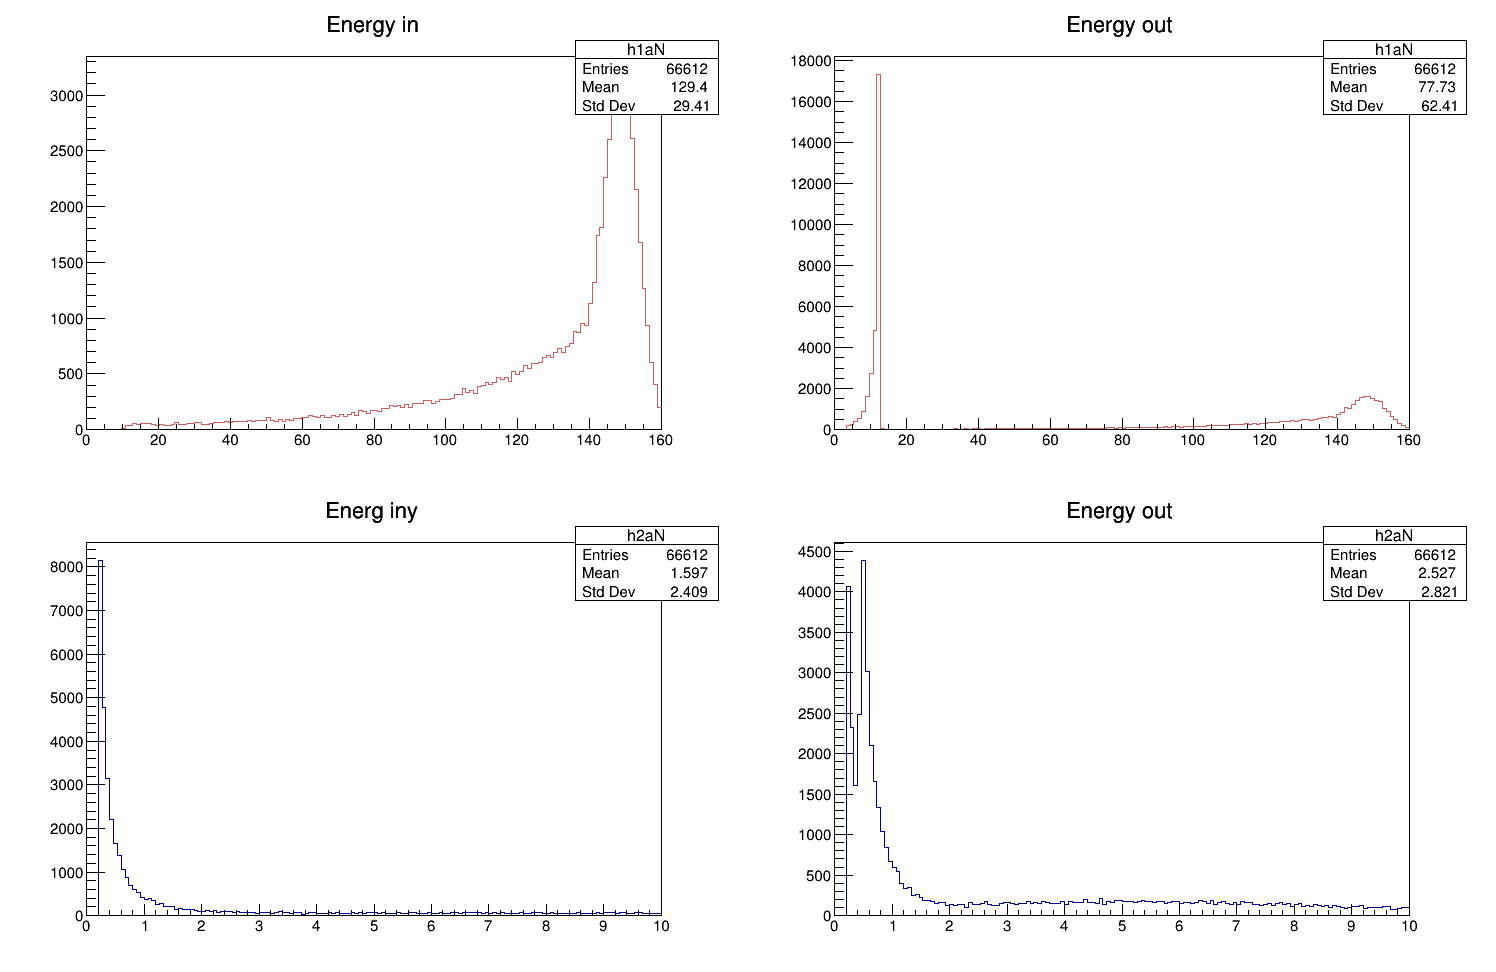 Energy in
h1aN
Entries 66612
Mean 129.4
Std Dev 29.41
3000
2500
2000
1500
1000
500
0
0 20 40 60 80 100 120 140 160
Energy out
h1aN
Entries 66612
Mean 77.73
Std Dev 62.41
18000
16000
14000
12000
10000
8000
6000
4000
2000
0
0 20 40 60 80 100 120 140 160
Energ iny
h2aN
Entries 66612
Mean 1.597
Std Dev 2.409
8000
7000
6000
5000
4000
3000
2000
1000
0
0 1 2 3 4 5 6 7 8 9 10
Energy out
h2aN
Entries 66612
Mean 2.527
Std Dev 2.821
4500
4000
3500
3000
2500
2000
1500
1000
500
0
0 1 2 3 4 5 6 7 8 9 10